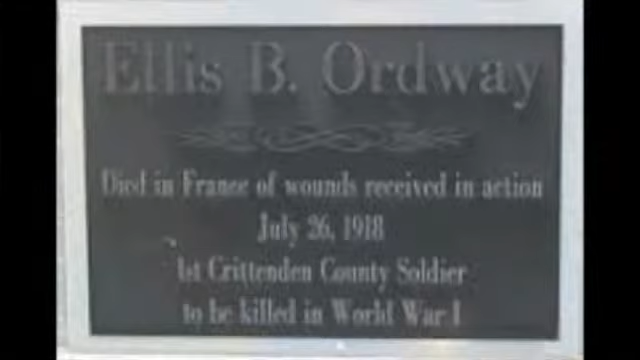 Ellis B. Ordway
Died in France of wounds received in action
July 26, 1918
1st Crittenden County Soldier
to be killed in World War I